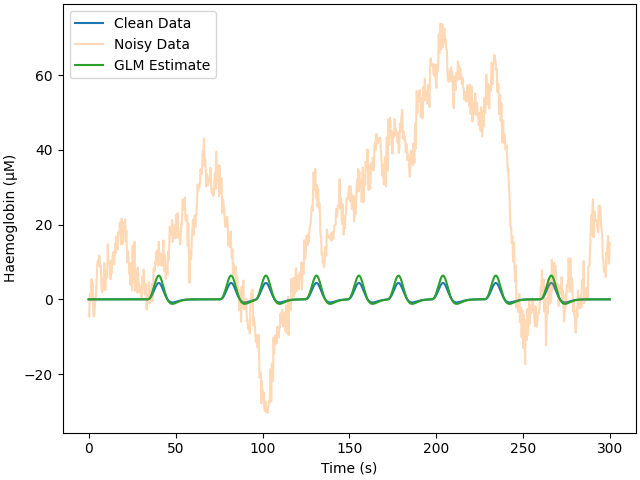 Clean Data
Noisy Data
GLM Estimate
Haemoglobin (μM)
60
40
20
0
−20
0 50 100 150 200 250 300
Time (s)